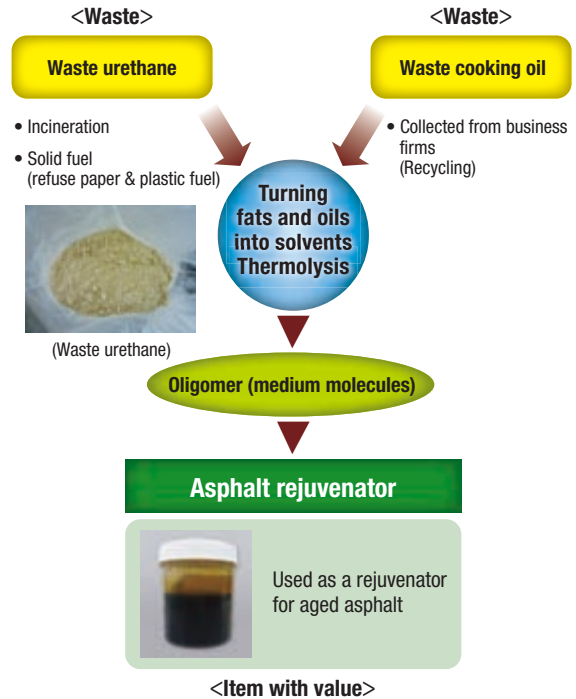 <Waste>
<Waste>
Waste urethane
Waste cooking oil
• Incineration
• Solid fuel
(refuse paper & plastic fuel)
• Collected from business
firms
(Recycling)
Turning
fats and oils
into solvents
Thermolysis
(Waste urethane)
Oligomer (medium molecules)
Asphalt rejuvenator
Used as a rejuvenator
for aged asphalt
<Item with value>